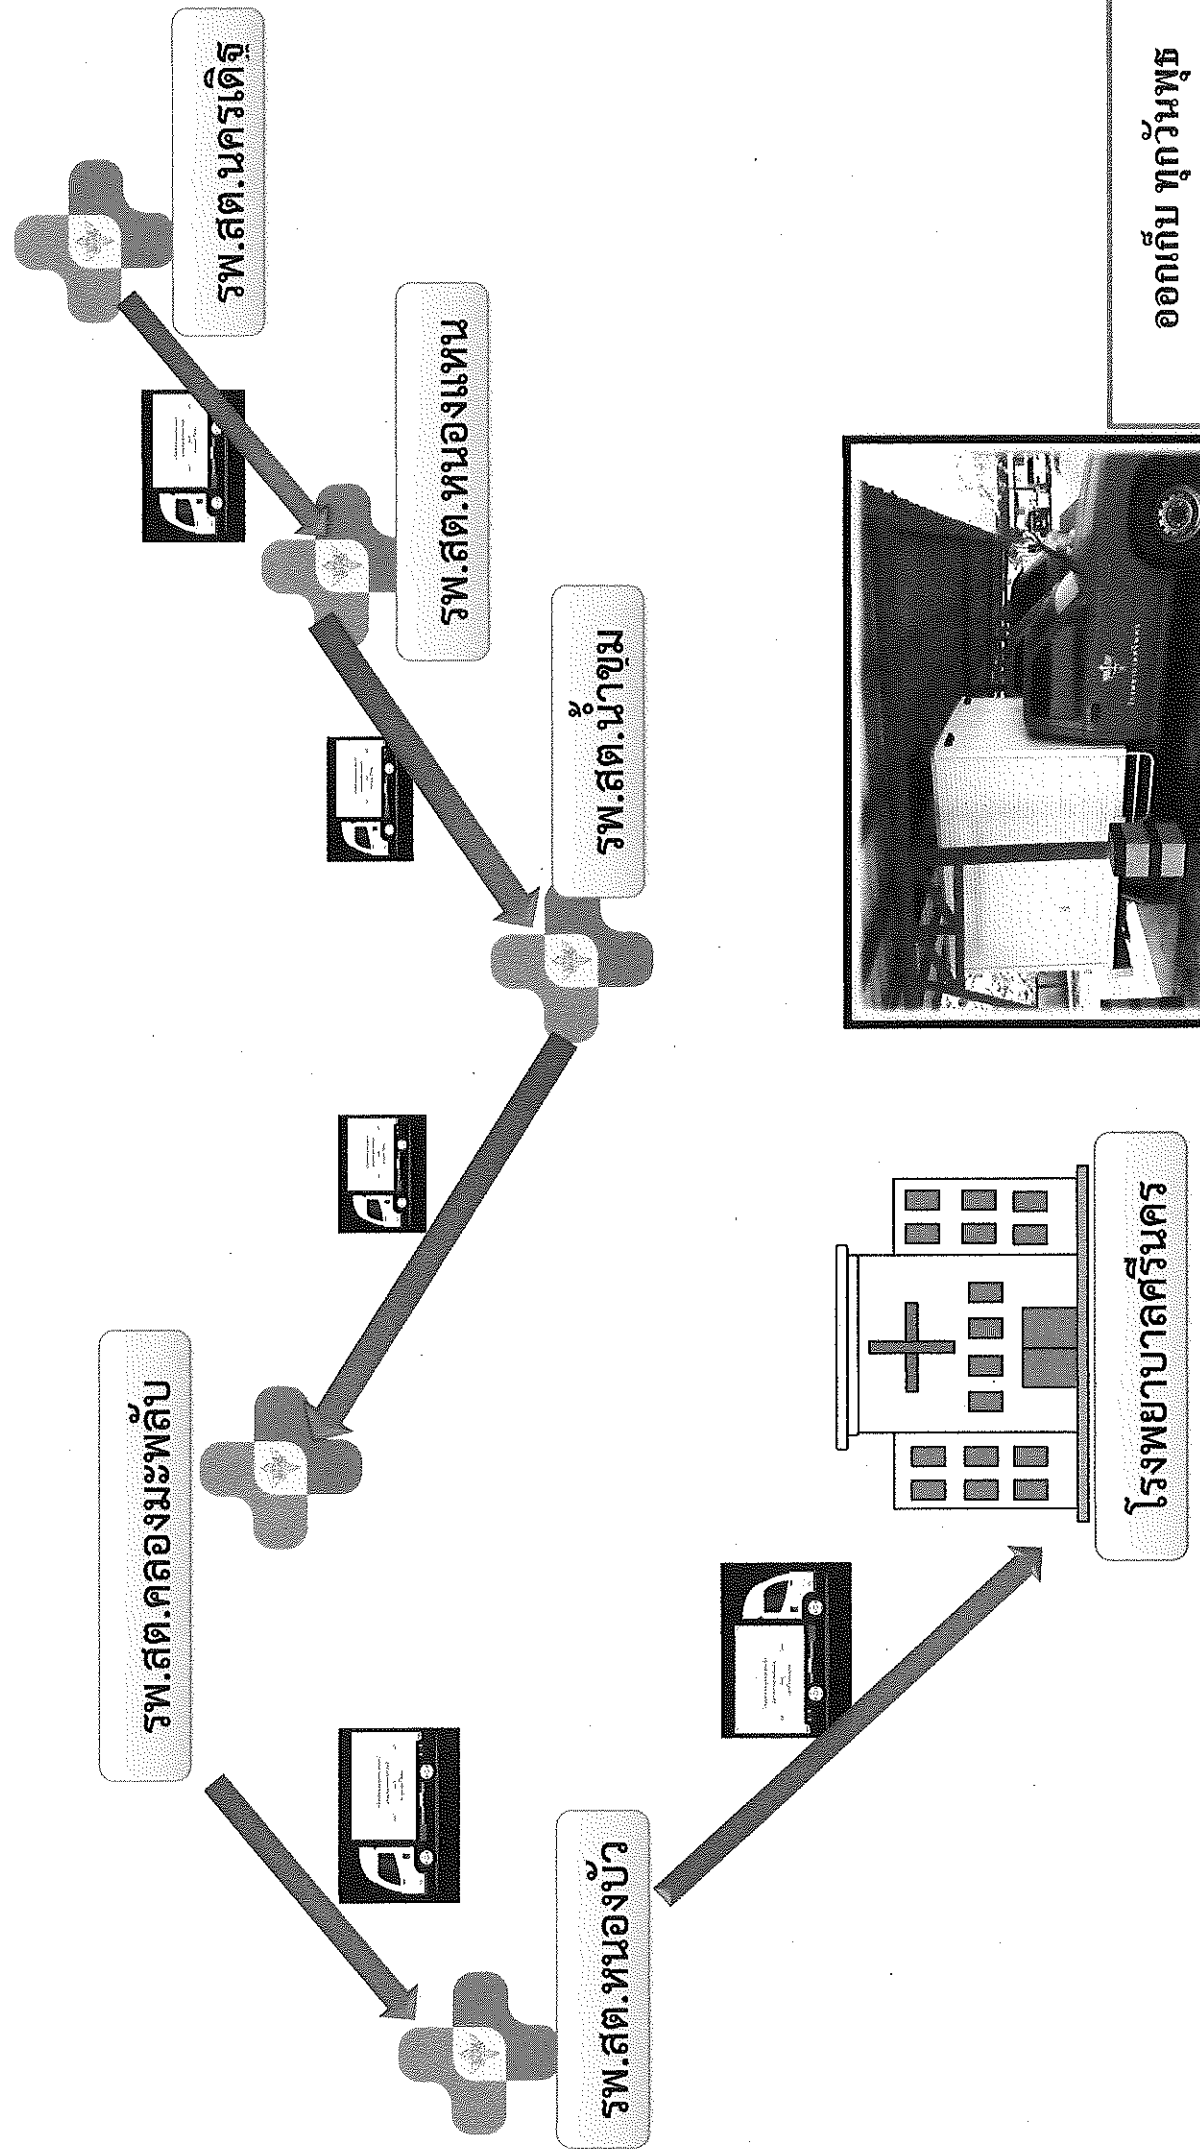 รพ.สต.คลองมะพลับ
รพ.สต.นครเดิฐ
รพ.สต.หนองแหน
รพ.สต.หนองบัว
รพ.สต.น้ำขุม
โรงพยาบาลศรีนคร
ออกเก็บ ทุกวันพุธ